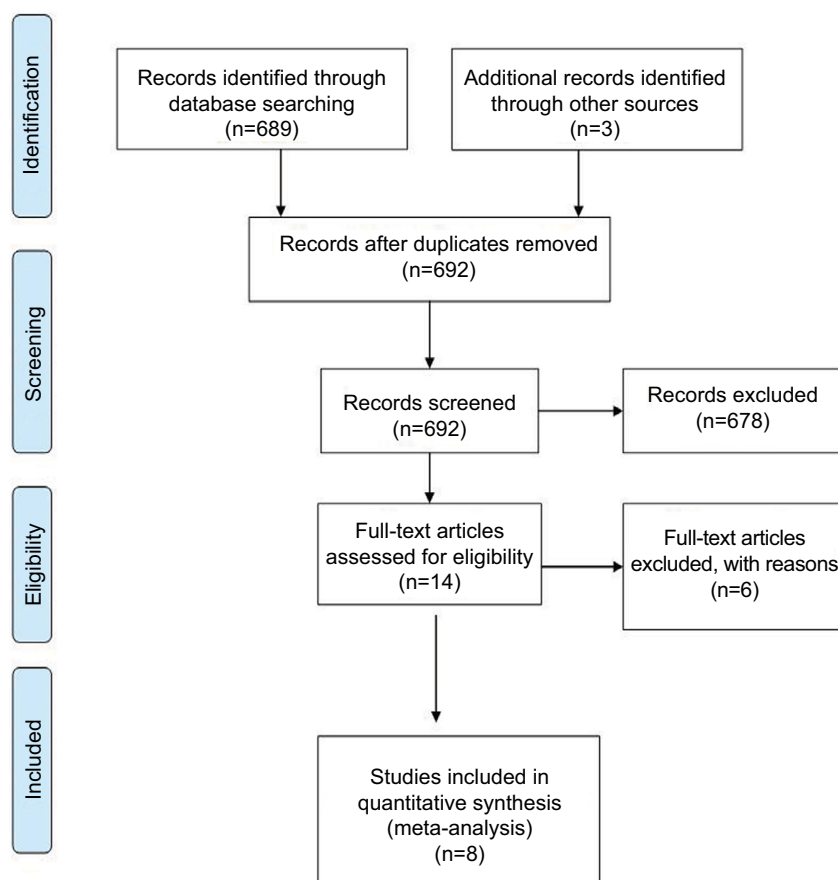 Identification
Records identified through
database searching
(n=689)
Additional records identified
through other sources
(n=3)
Records after duplicates removed
(n=692)
Screening
Records screened
(n=692)
Records excluded
(n=678)
Eligibility
Full-text articles
assessed for eligibility
(n=14)
Full-text articles
excluded, with reasons
(n=6)
Included
Studies included in
quantitative synthesis
(meta-analysis)
(n=8)